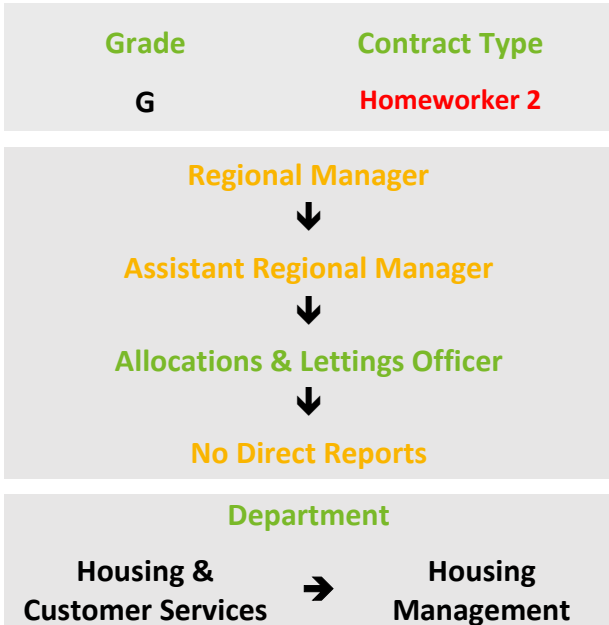 Grade Contract Type
G Homeworker 2
Regional Manager
↓
Assistant Regional Manager
↓
Allocations & Lettings Officer
↓
No Direct Reports
Department
Housing & Customer Services → Housing Management